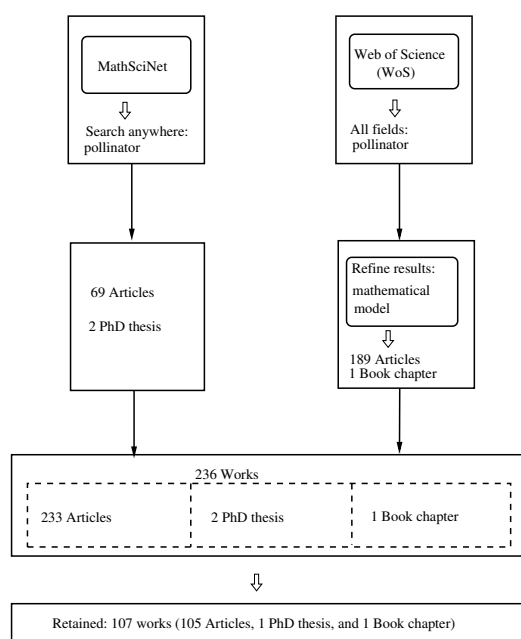 MathSciNet
Search anywhere:
pollinator
Web of Science
(WoS)
All fields:
pollinator
69 Articles
2 PhD thesis
Refine results:
mathematical
model
189 Articles
1 Book chapter
236 Works
233 Articles
2 PhD thesis
1 Book chapter
Retained: 107 works (105 Articles, 1 PhD thesis, and 1 Book chapter)